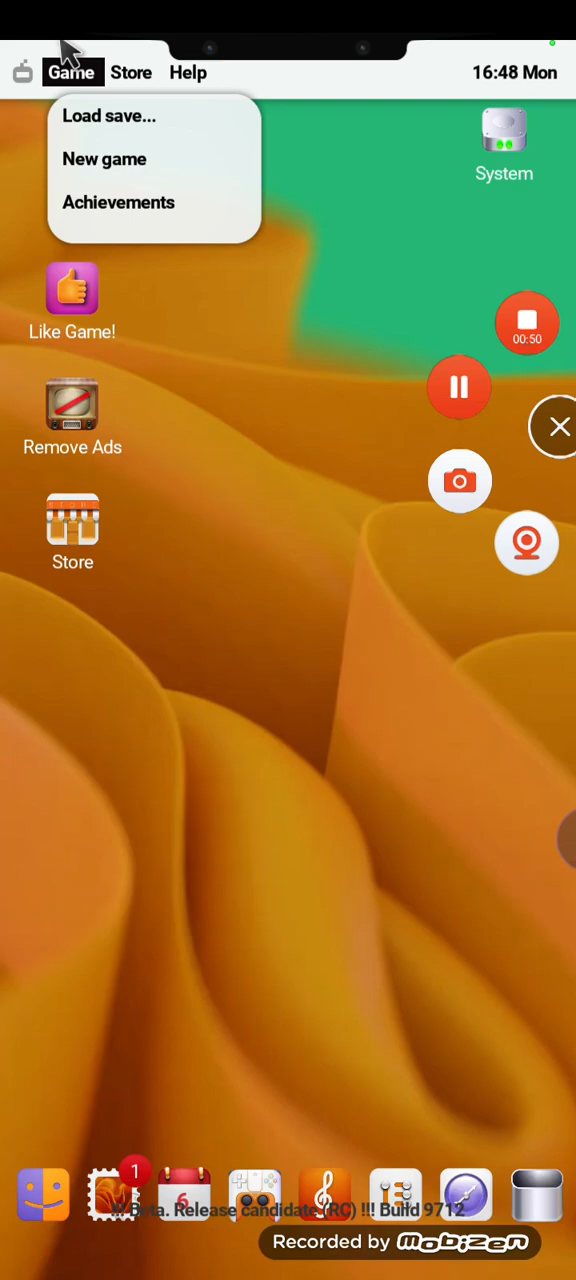 Game Store Help 16:48 Mon
Load save...
New game
Achievements
System
Like Game!
00:50
Remove Ads
STORE
Store
1
6
!!! Beta. Release candidate (RC) !!! Build 9712
Recorded by mobizen